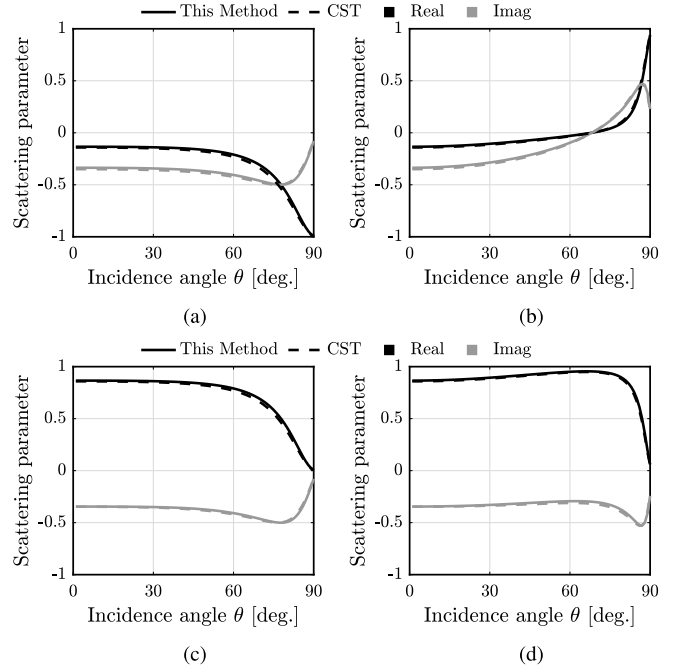 This Method CST Real Imag
1
0.5
0
-0.5
-1
0 30 60 90
Scattering parameter
Incidence angle θ [deg.]
(a)
1
0.5
0
-0.5
-1
0 30 60 90
Scattering parameter
Incidence angle θ [deg.]
(b)
This Method CST Real Imag
1
0.5
0
-0.5
-1
0 30 60 90
Scattering parameter
Incidence angle θ [deg.]
(c)
1
0.5
0
-0.5
-1
0 30 60 90
Scattering parameter
Incidence angle θ [deg.]
(d)